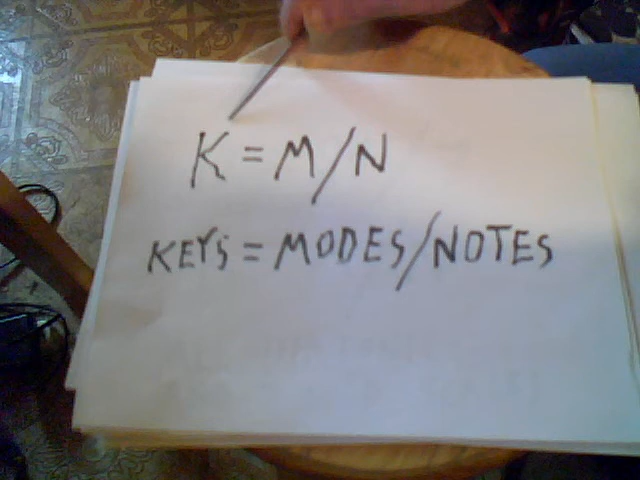 K = M/N
KEYS = MODES/NOTES